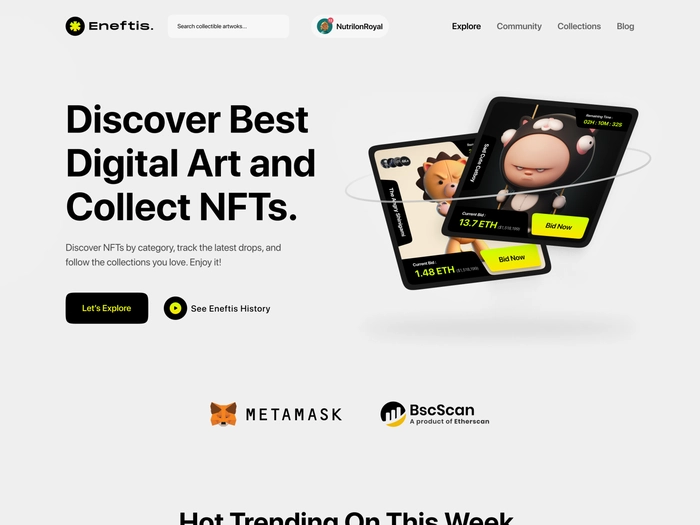 Eneftis.
Search collectible artwoks...
NutrilonRoyal
Explore
Community
Collections
Blog
Discover Best
Digital Art and
Collect NFTs.
Discover NFTs by category, track the latest drops, and
follow the collections you love. Enjoy it!
Let's Explore
See Eneftis History
Remaining Time :
02H : 10M : 32S
Sad Cute Cubby
Current Bid :
13.7 ETH
Bid Now
The Angry Shinigami
Current Bid :
1.48 ETH
Bid Now
METAMASK
BscScan
A product of Etherscan
Hot Trending On This Week